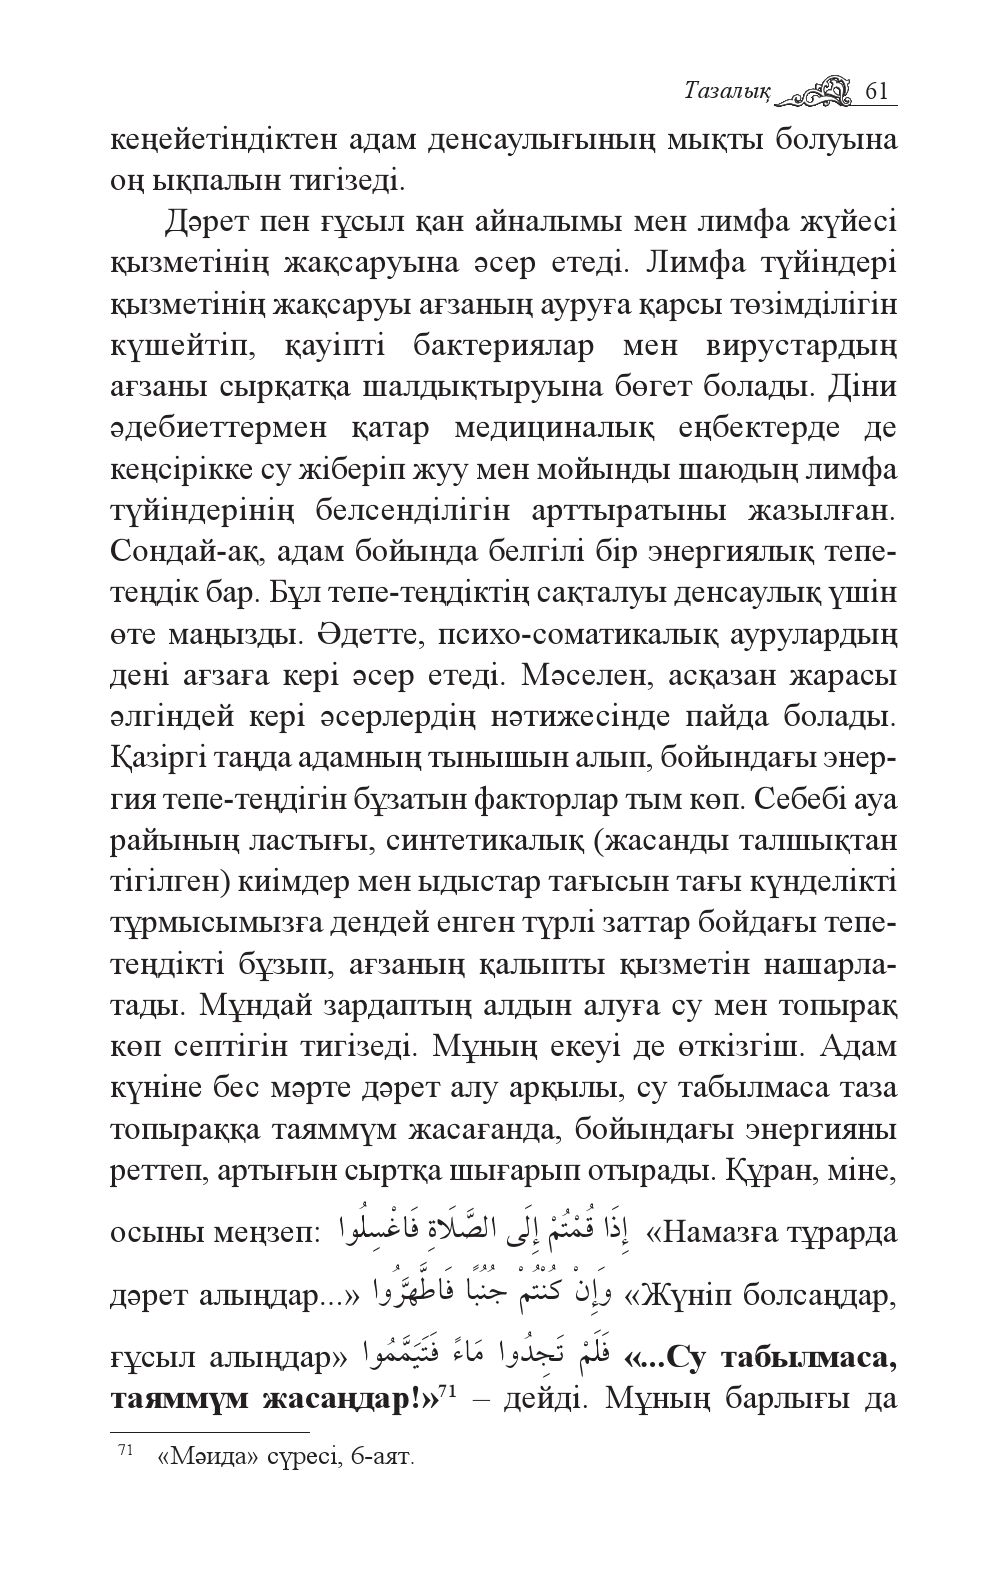 Тазалық 61
кеңейетіндіктен адам денсаулығының мықты болуына
оң ықпалын тигізеді.
Дәрет пен ғұсыл қан айналымы мен лимфа жүйесі
қызметінің жақсаруына әсер етеді. Лимфа түйіндері
қызметінің жақсаруы ағзаның ауруға қарсы төзімділігін
күшейтіп, қауіпті бактериялар мен вирустардың
ағзаны сырқатқа шалдықтыруына бөгет болады. Діни
әдебиеттермен қатар медициналық еңбектерде де
кеңсірікке су жіберіп жуу мен мойынды шаюдың лимфа
түйіндерінің белсенділігін арттыратыны жазылған.
Сондай-ақ, адам бойында белгілі бір энергиялық тепе-
теңдік бар. Бұл тепе-теңдіктің сақталуы денсаулық үшін
өте маңызды. Әдетте, психо-соматикалық аурулардың
дені ағзаға кері әсер етеді. Мәселен, асқазан жарасы
әлгіндей кері әсерлердің нәтижесінде пайда болады.
Қазіргі таңда адамның тынышын алып, бойындағы энер-
гия тепе-теңдігін бұзатын факторлар тым көп. Себебі ауа
райының ластығы, синтетикалық (жасанды талшықтан
тігілген) киімдер мен ыдыстар тағысын тағы күнделікті
тұрмысымызға дендей енген түрлі заттар бойдағы тепе-
теңдікті бұзып, ағзаның қалыпты қызметін нашарла-
тады. Мұндай зардаптың алдын алуға су мен топырақ
көп септігін тигізеді. Мұның екеуі де өткізгіш. Адам
күніне бес мәрте дәрет алу арқылы, су табылмаса таза
топыраққа таяммүм жасағанда, бойындағы энергияны
реттеп, артығын сыртқа шығарып отырады. Құран, міне,
осыны меңзеп: إِذَا قُمْتُمْ إِلَى الصَّلَاةِ فَاغْسِلُوا «Намазға тұрарда
дәрет алыңдар...» وَإِنْ كُنْتُمْ جُنُبًا فَاطَّهَّرُوا «Жүніп болсаңдар,
ғұсыл алыңдар» فَلَمْ تَجِدُوا مَاءً فَتَيَمَّمُوا «...Су табылмаса,
таяммүм жасаңдар!»71 – дейді. Мұның барлығы да
71 «Мәида» сүресі, 6-аят.